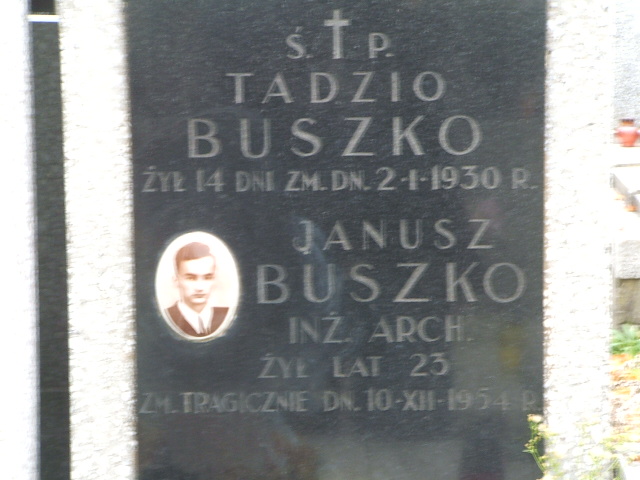 Ś. P.
TADZIO
BUSZKO
ŻYŁ 14 DNI ZM. DN. 2-I-1930 R.
JANUSZ
BUSZKO
INŻ. ARCH.
ŻYŁ LAT 23
ZM. TRAGICZNIE DN. 10-XII-1954 R